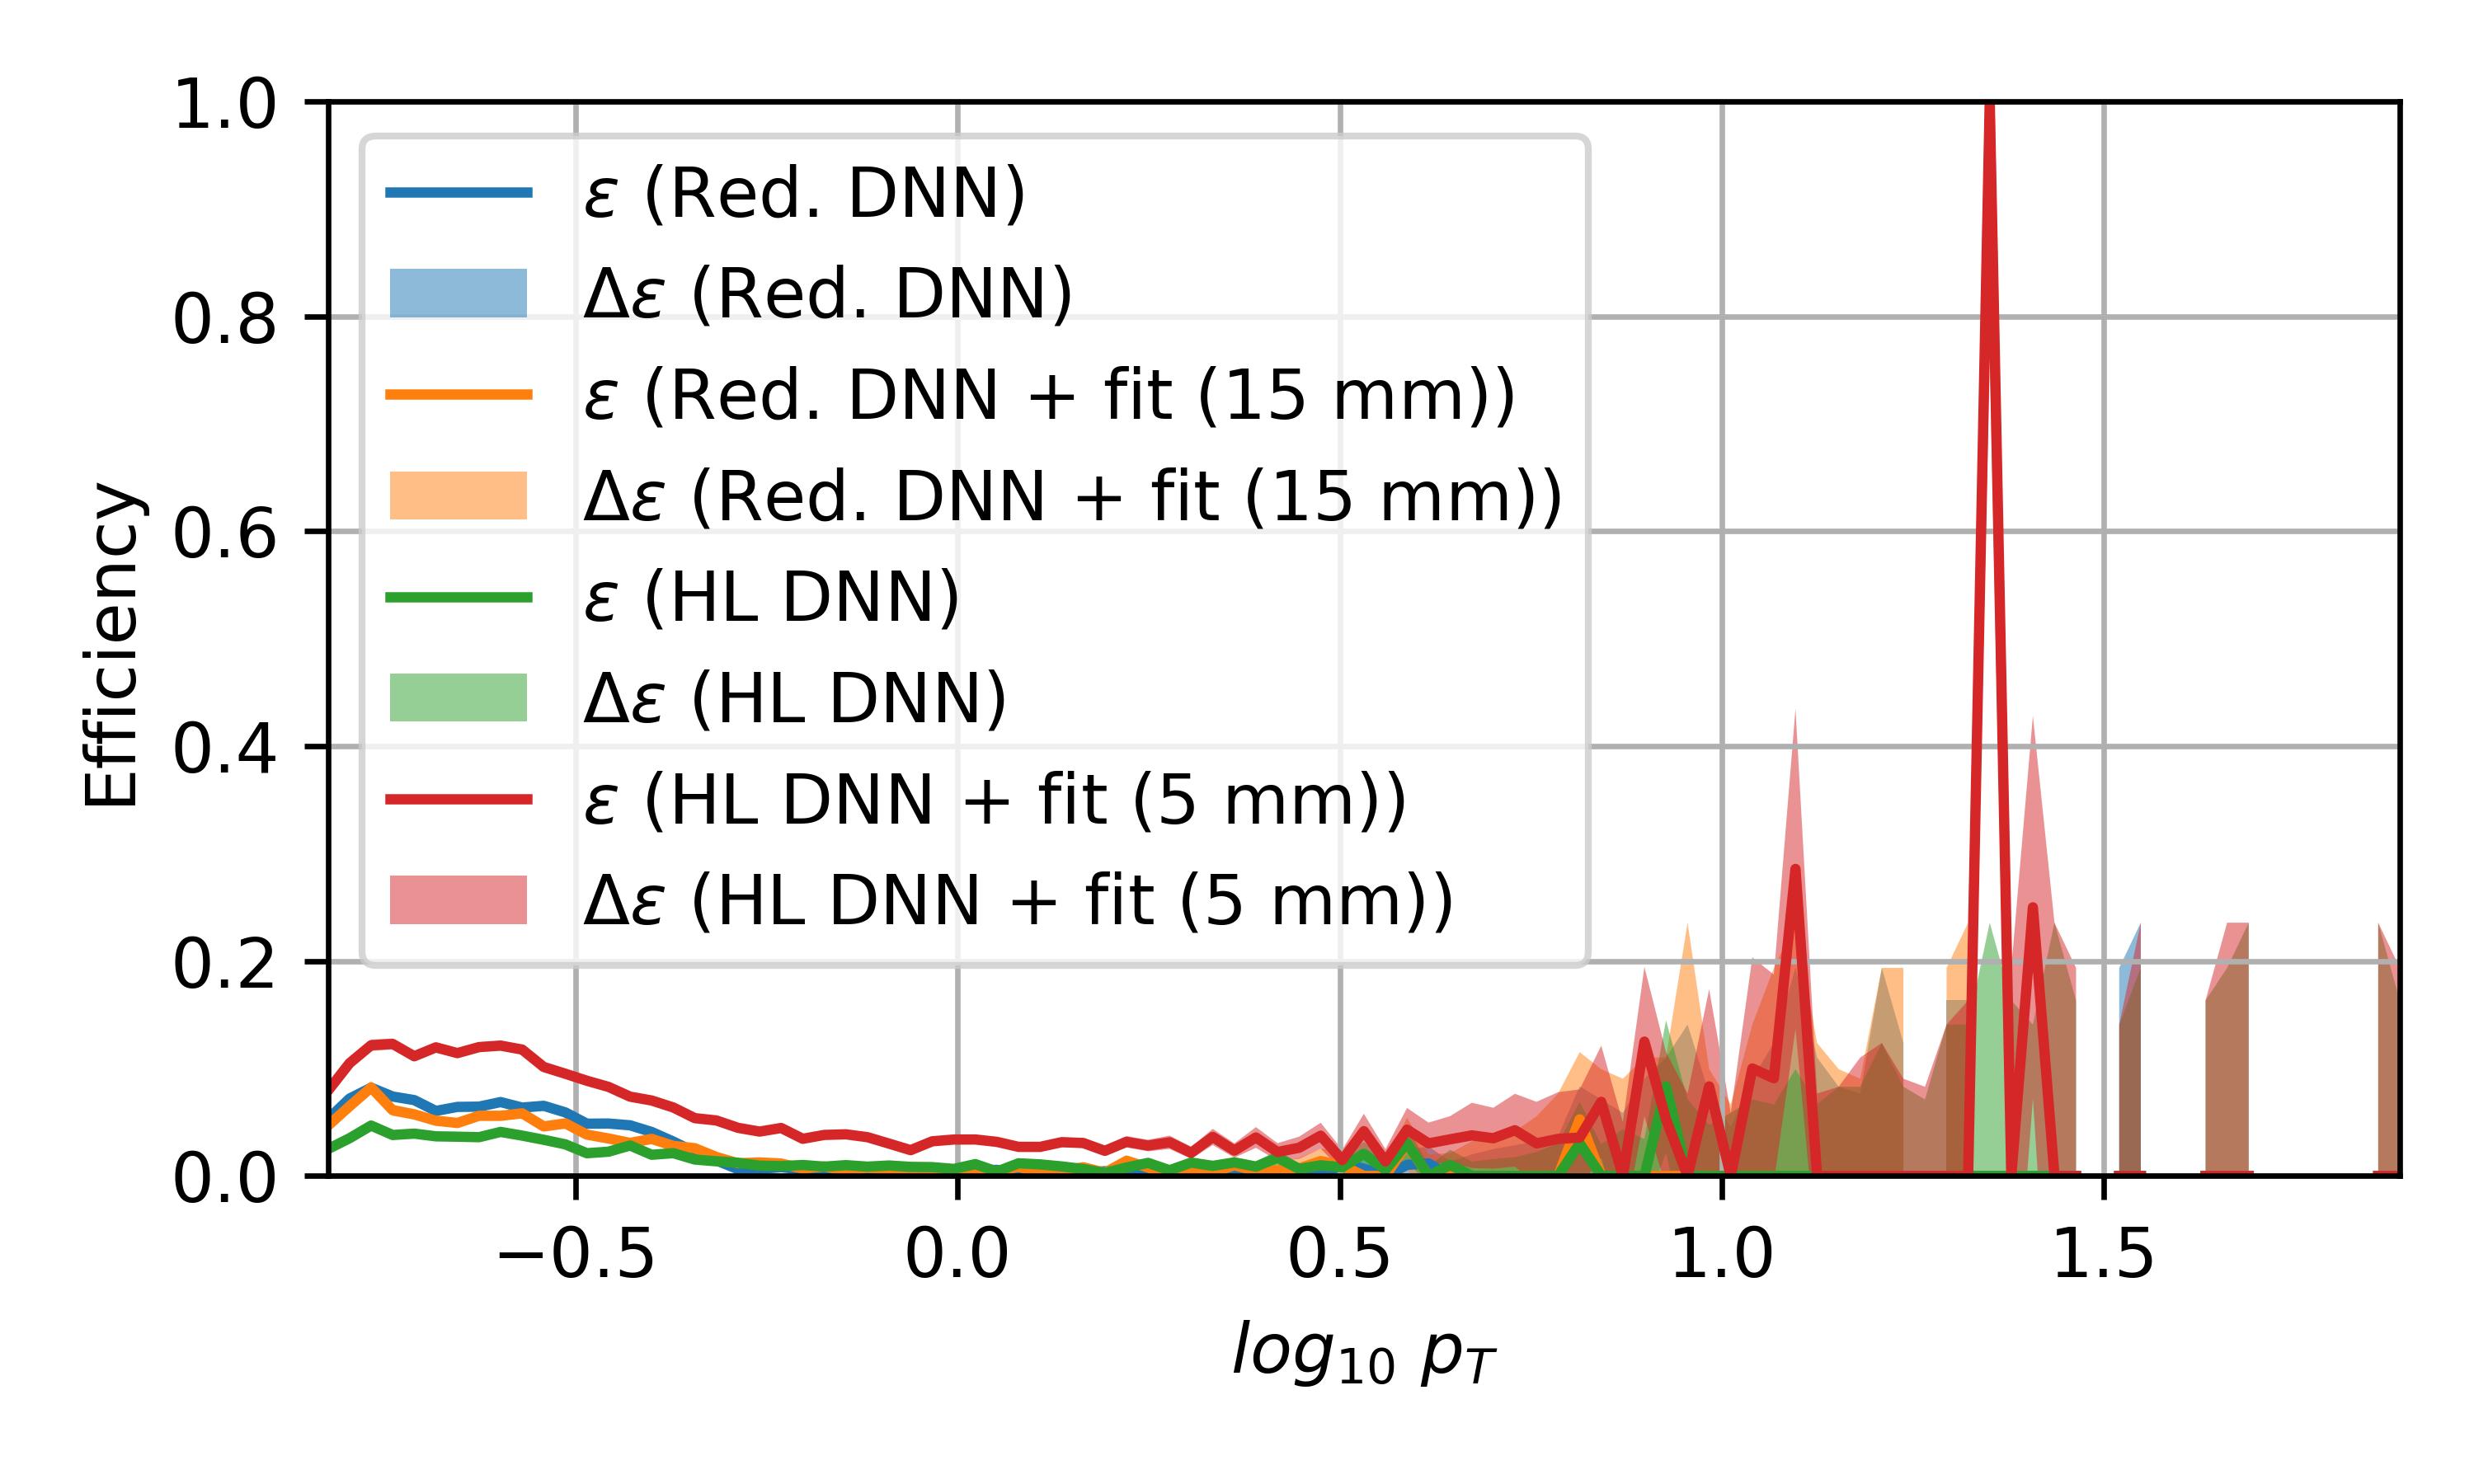 1.0
0.8
0.6
0.4
0.2
0.0
Efficiency
ε (Red. DNN)
Δε (Red. DNN)
ε (Red. DNN + fit (15 mm))
Δε (Red. DNN + fit (15 mm))
ε (HL DNN)
Δε (HL DNN)
ε (HL DNN + fit (5 mm))
Δε (HL DNN + fit (5 mm))
−0.5 0.0 0.5 1.0 1.5
log₁₀ p_T